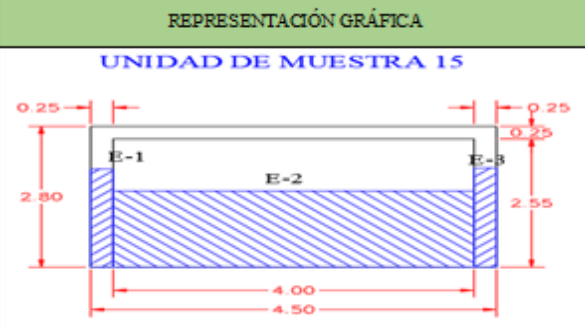 REPRESENTACIÓN GRÁFICA
UNIDAD DE MUESTRA 15
0.25 0.25
0.25
E-1 E-3
E-2
2.80 2.55
4.00
4.50